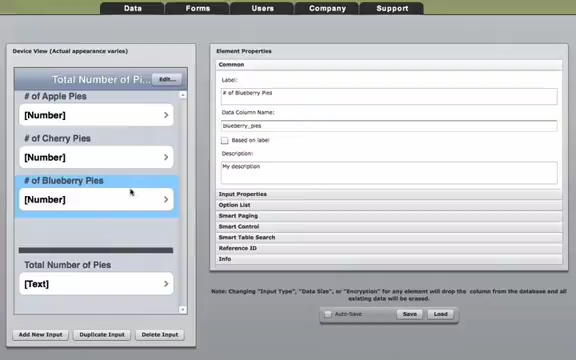 Data Forms Users Company Support
Device View (Actual appearance varies)
Total Number of Pi... Edit...
# of Apple Pies
[Number]
# of Cherry Pies
[Number]
# of Blueberry Pies
[Number]
Total Number of Pies
[Text]
Add New Input Duplicate Input Delete Input
Element Properties
Common
Label:
# of Blueberry Pies
Data Column Name:
blueberry_pies
Based on label
Description:
My description
Input Properties
Option List
Smart Paging
Smart Control
Smart Table Search
Reference ID
Info
Note: Changing "Input Type", "Data Size", or "Encryption" for any element will drop the column from the database and all
existing data will be erased.
Auto-Save Save Load